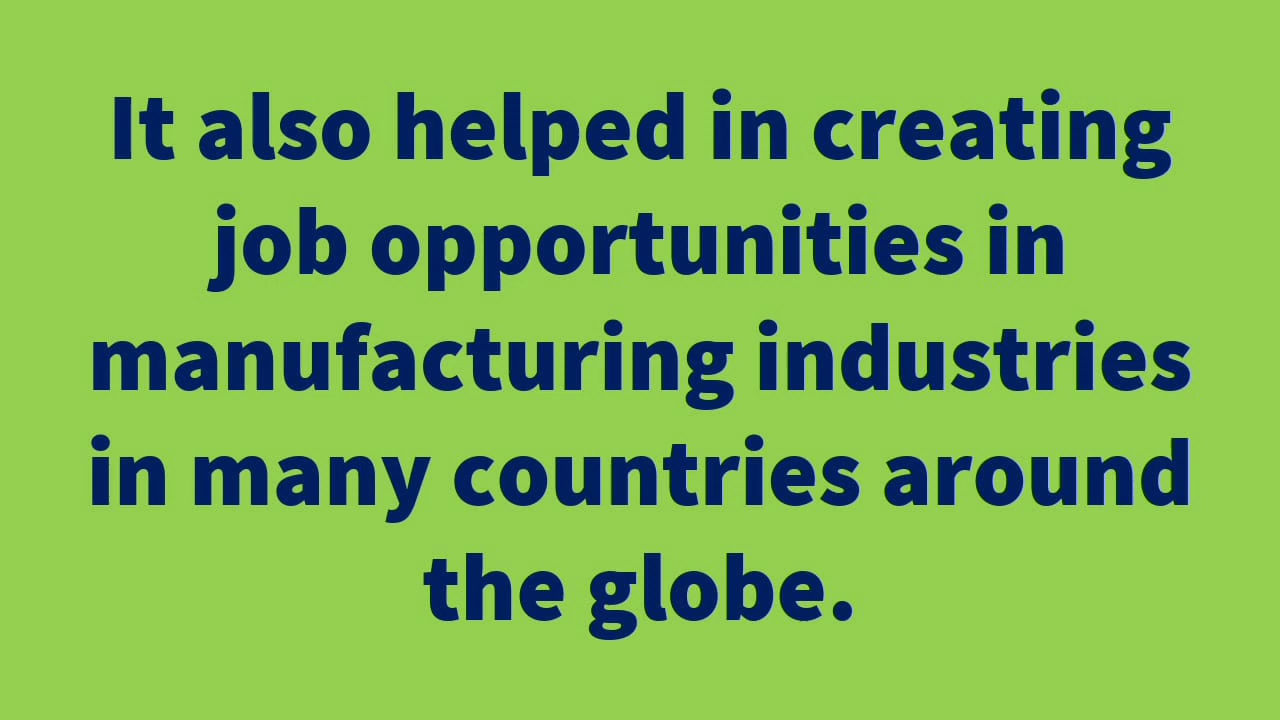 It also helped in creating
job opportunities in
manufacturing industries
in many countries around
the globe.